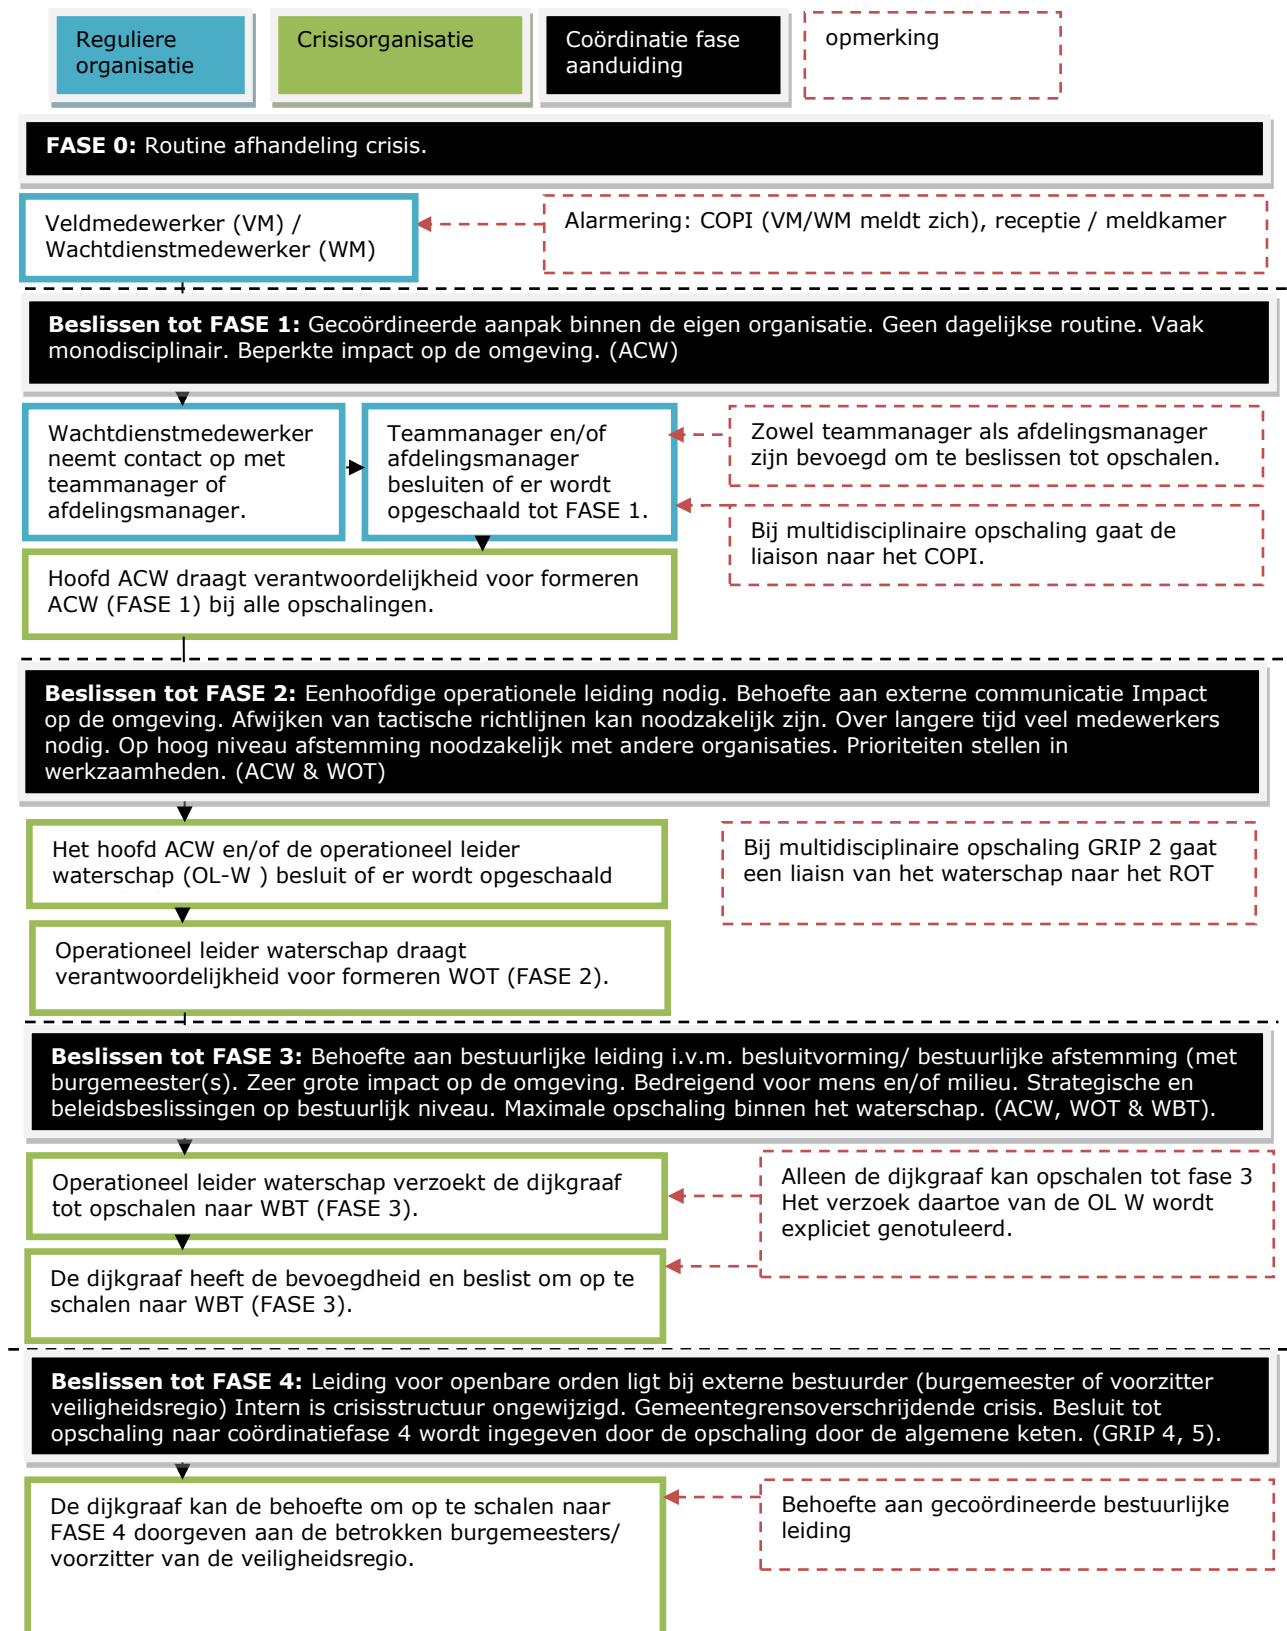 Reguliere
organisatie
Crisisorganisatie
Coördinatie fase
aanduiding
opmerking
FASE 0: Routine afhandeling crisis.
Veldmedewerker (VM) /
Wachtdienstmedewerker (WM)
Alarmering: COPI (VM/WM meldt zich), receptie / meldkamer
Beslissen tot FASE 1: Gecoördineerde aanpak binnen de eigen organisatie. Geen dagelijkse routine. Vaak
monodisciplinair. Beperkte impact op de omgeving. (ACW)
Wachtdienstmedewerker
neemt contact op met
teammanager of
afdelingsmanager.
Teammanager en/of
afdelingsmanager
besluiten of er wordt
opgeschaald tot FASE 1.
Zowel teammanager als afdelingsmanager
zijn bevoegd om te beslissen tot opschalen.
Bij multidisciplinaire opschaling gaat de
liaison naar het COPI.
Hoofd ACW draagt verantwoordelijkheid voor formeren
ACW (FASE 1) bij alle opschalingen.
Beslissen tot FASE 2: Eenhoofdige operationele leiding nodig. Behoefte aan externe communicatie Impact
op de omgeving. Afwijken van tactische richtlijnen kan noodzakelijk zijn. Over langere tijd veel medewerkers
nodig. Op hoog niveau afstemming noodzakelijk met andere organisaties. Prioriteiten stellen in
werkzaamheden. (ACW & WOT)
Het hoofd ACW en/of de operationeel leider
waterschap (OL-W ) besluit of er wordt opgeschaald
Bij multidisciplinaire opschaling GRIP 2 gaat
een liaisn van het waterschap naar het ROT
Operationeel leider waterschap draagt
verantwoordelijkheid voor formeren WOT (FASE 2).
Beslissen tot FASE 3: Behoefte aan bestuurlijke leiding i.v.m. besluitvorming/ bestuurlijke afstemming (met
burgemeester(s). Zeer grote impact op de omgeving. Bedreigend voor mens en/of milieu. Strategische en
beleidsbeslissingen op bestuurlijk niveau. Maximale opschaling binnen het waterschap. (ACW, WOT & WBT).
Operationeel leider waterschap verzoekt de dijkgraaf
tot opschalen naar WBT (FASE 3).
Alleen de dijkgraaf kan opschalen tot fase 3
Het verzoek daartoe van de OL W wordt
expliciet genotuleerd.
De dijkgraaf heeft de bevoegdheid en beslist om op te
schalen naar WBT (FASE 3).
Beslissen tot FASE 4: Leiding voor openbare orden ligt bij externe bestuurder (burgemeester of voorzitter
veiligheidsregio) Intern is crisisstructuur ongewijzigd. Gemeentegrensoverschrijdende crisis. Besluit tot
opschaling naar coördinatiefase 4 wordt ingegeven door de opschaling door de algemene keten. (GRIP 4, 5).
De dijkgraaf kan de behoefte om op te schalen naar
FASE 4 doorgeven aan de betrokken burgemeesters/
voorzitter van de veiligheidsregio.
Behoefte aan gecoördineerde bestuurlijke
leiding